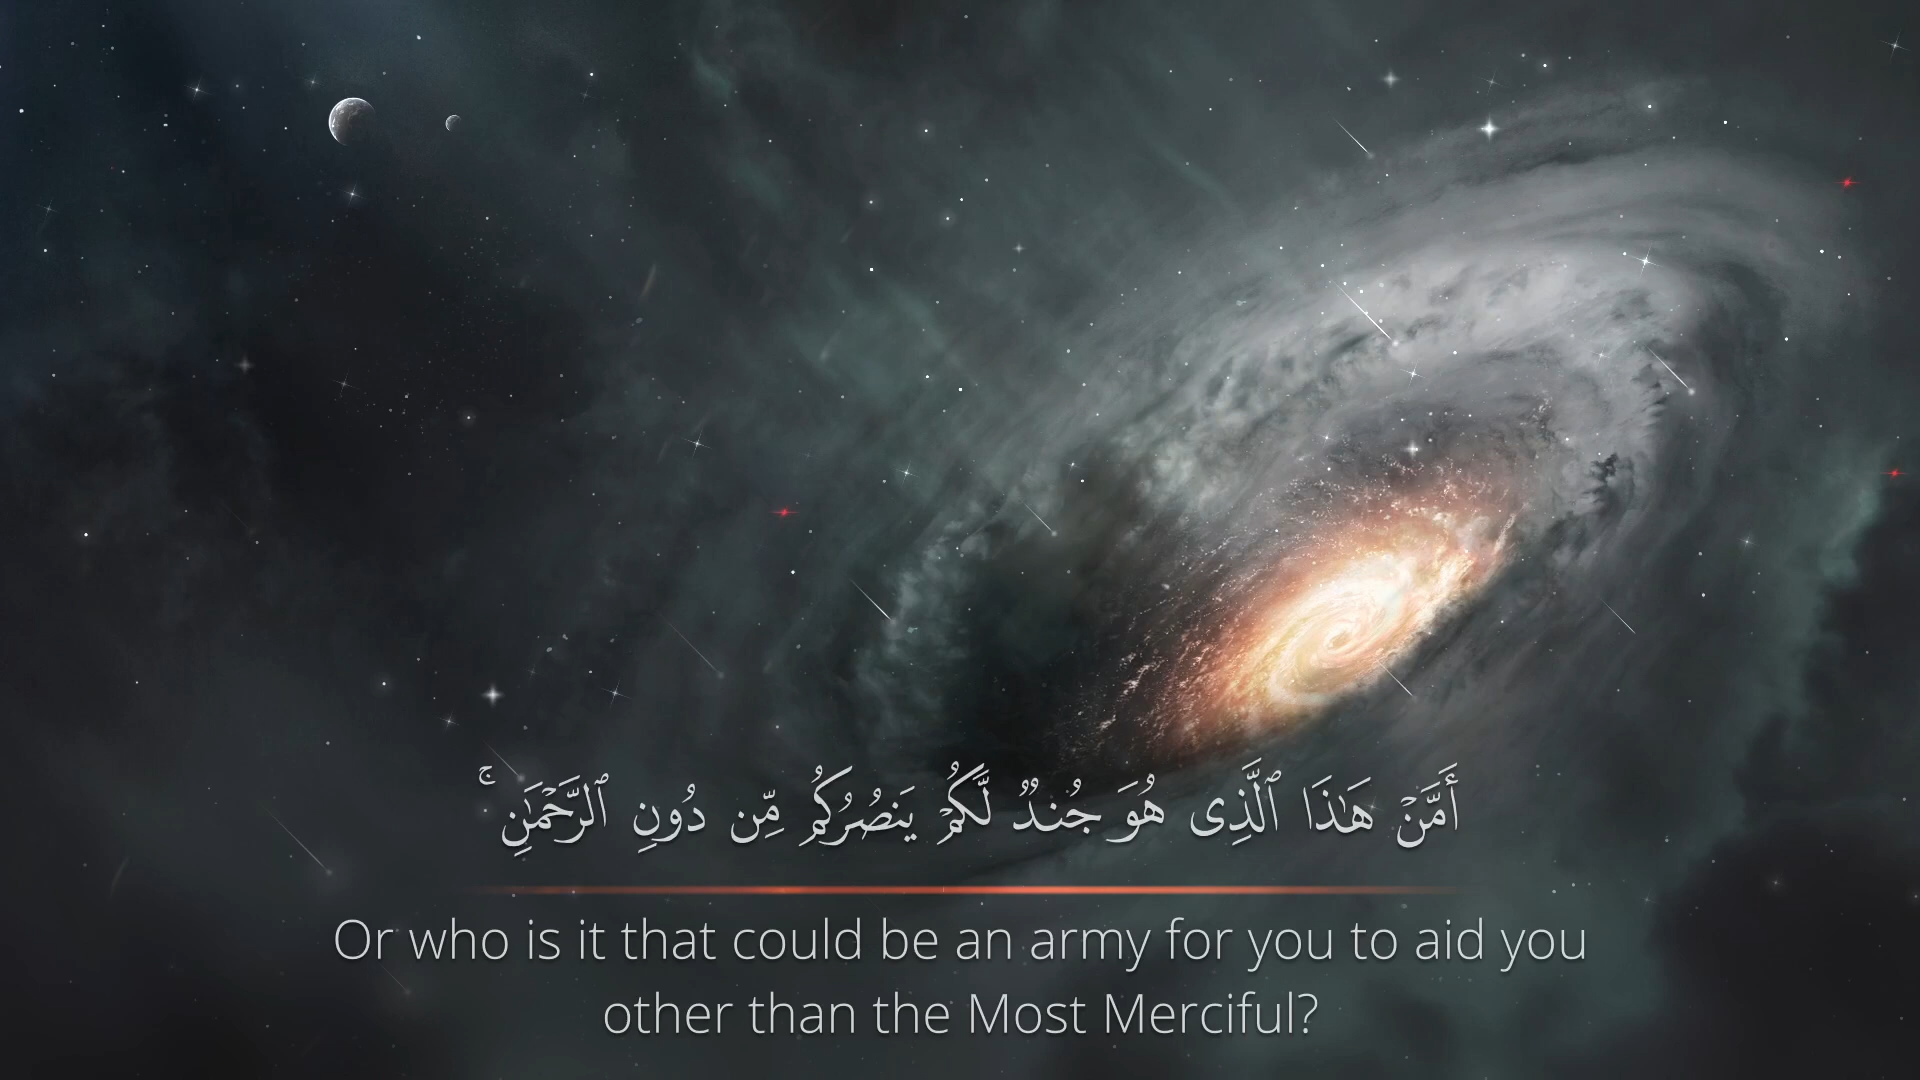 أَمَّنْ هَٰذَا ٱلَّذِى هُوَ جُندٌ لَّكُمْ يَنصُرُكُم مِّن دُونِ ٱلرَّحْمَٰنِ ۚ
Or who is it that could be an army for you to aid you
other than the Most Merciful?